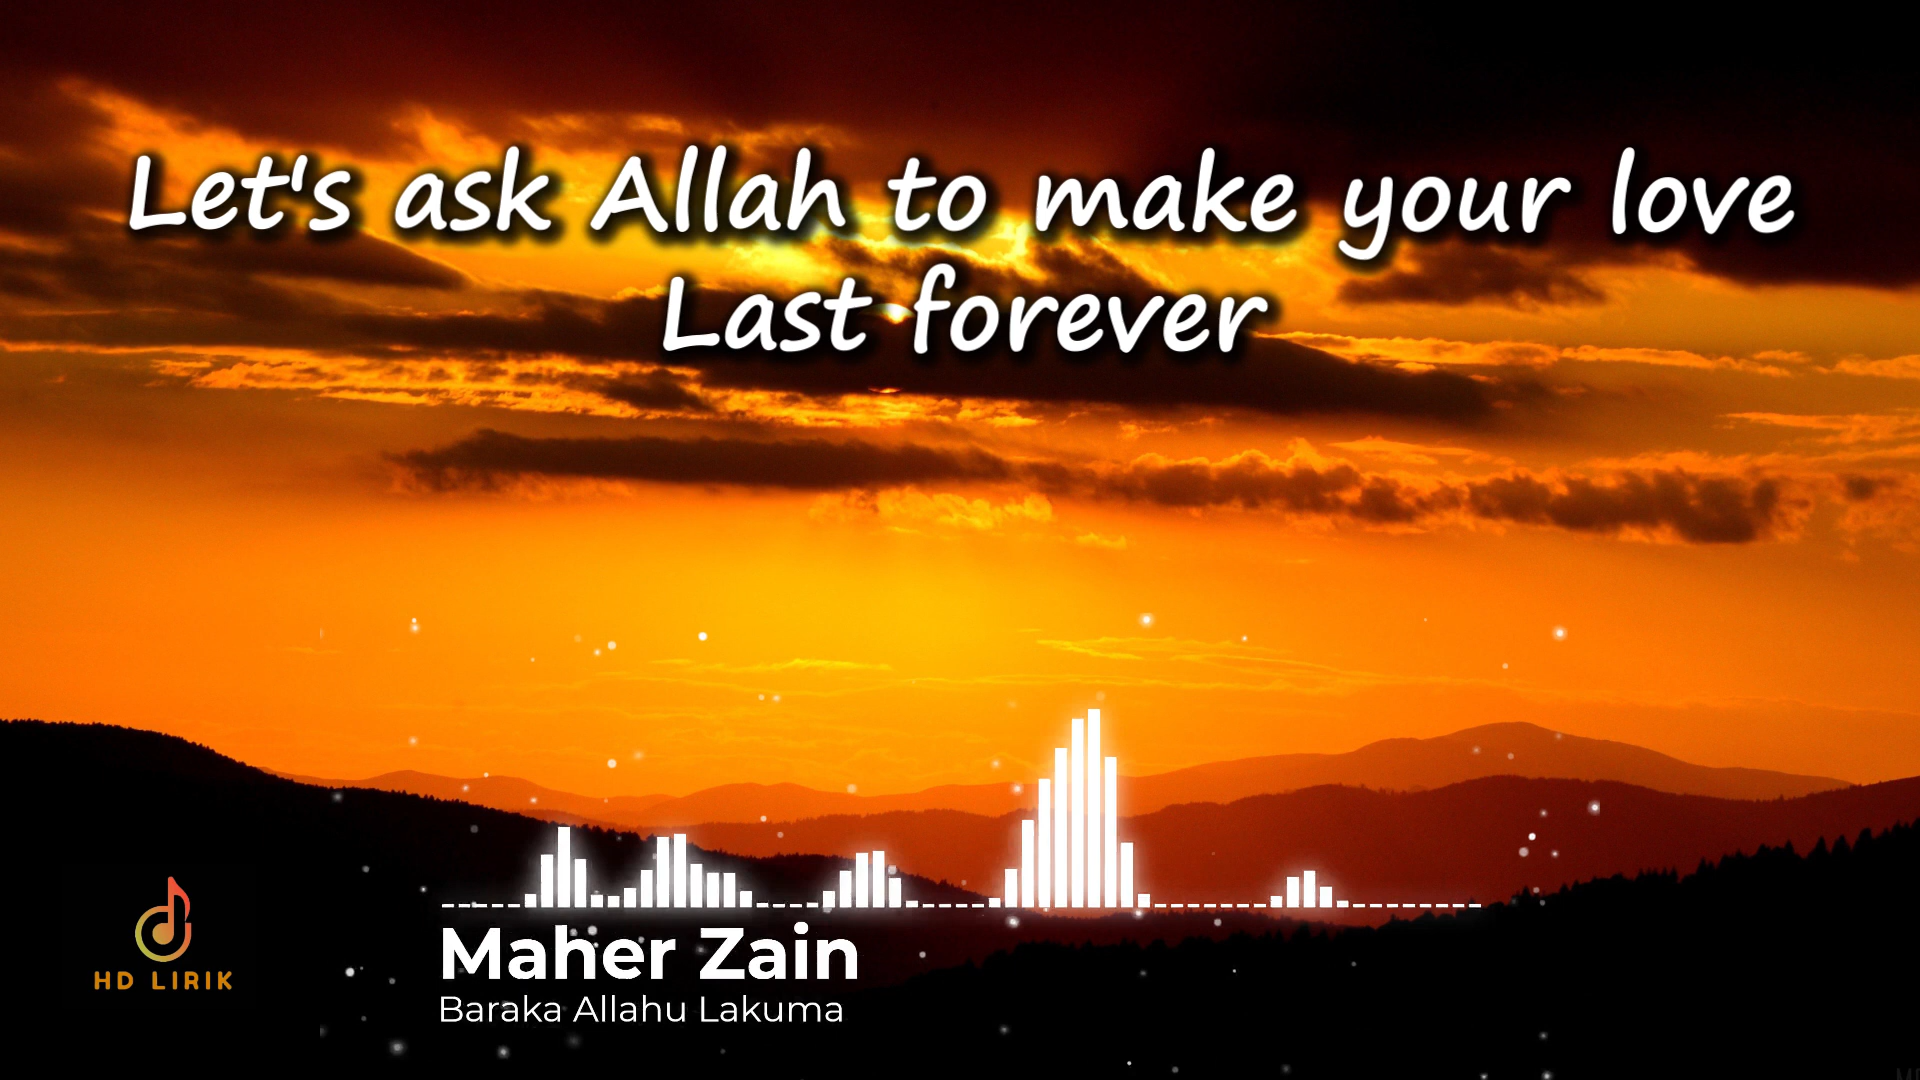 Let's ask Allah to make your love
Last forever
Maher Zain
Baraka Allahu Lakuma
HD LIRIK